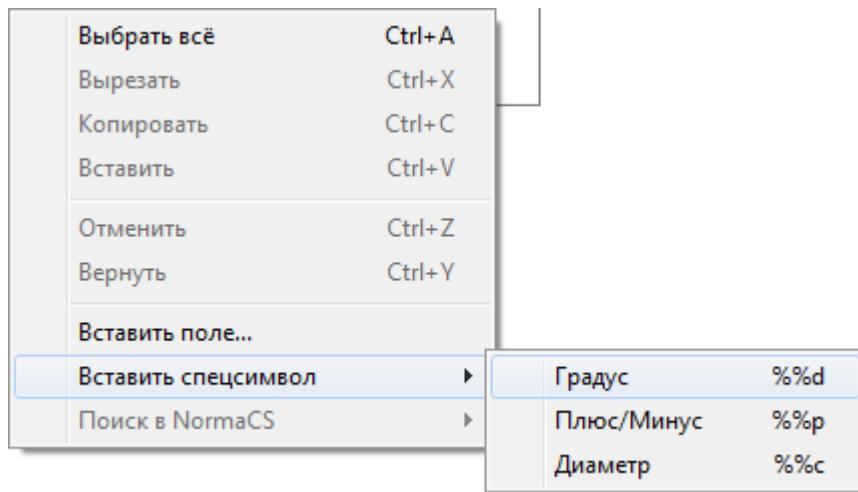 Выбрать всё Ctrl+A
Вырезать Ctrl+X
Копировать Ctrl+C
Вставить Ctrl+V
Отменить Ctrl+Z
Вернуть Ctrl+Y
Вставить поле...
Вставить спецсимвол
Поиск в NormaCS
Градус %%d
Плюс/Минус %%p
Диаметр %%c